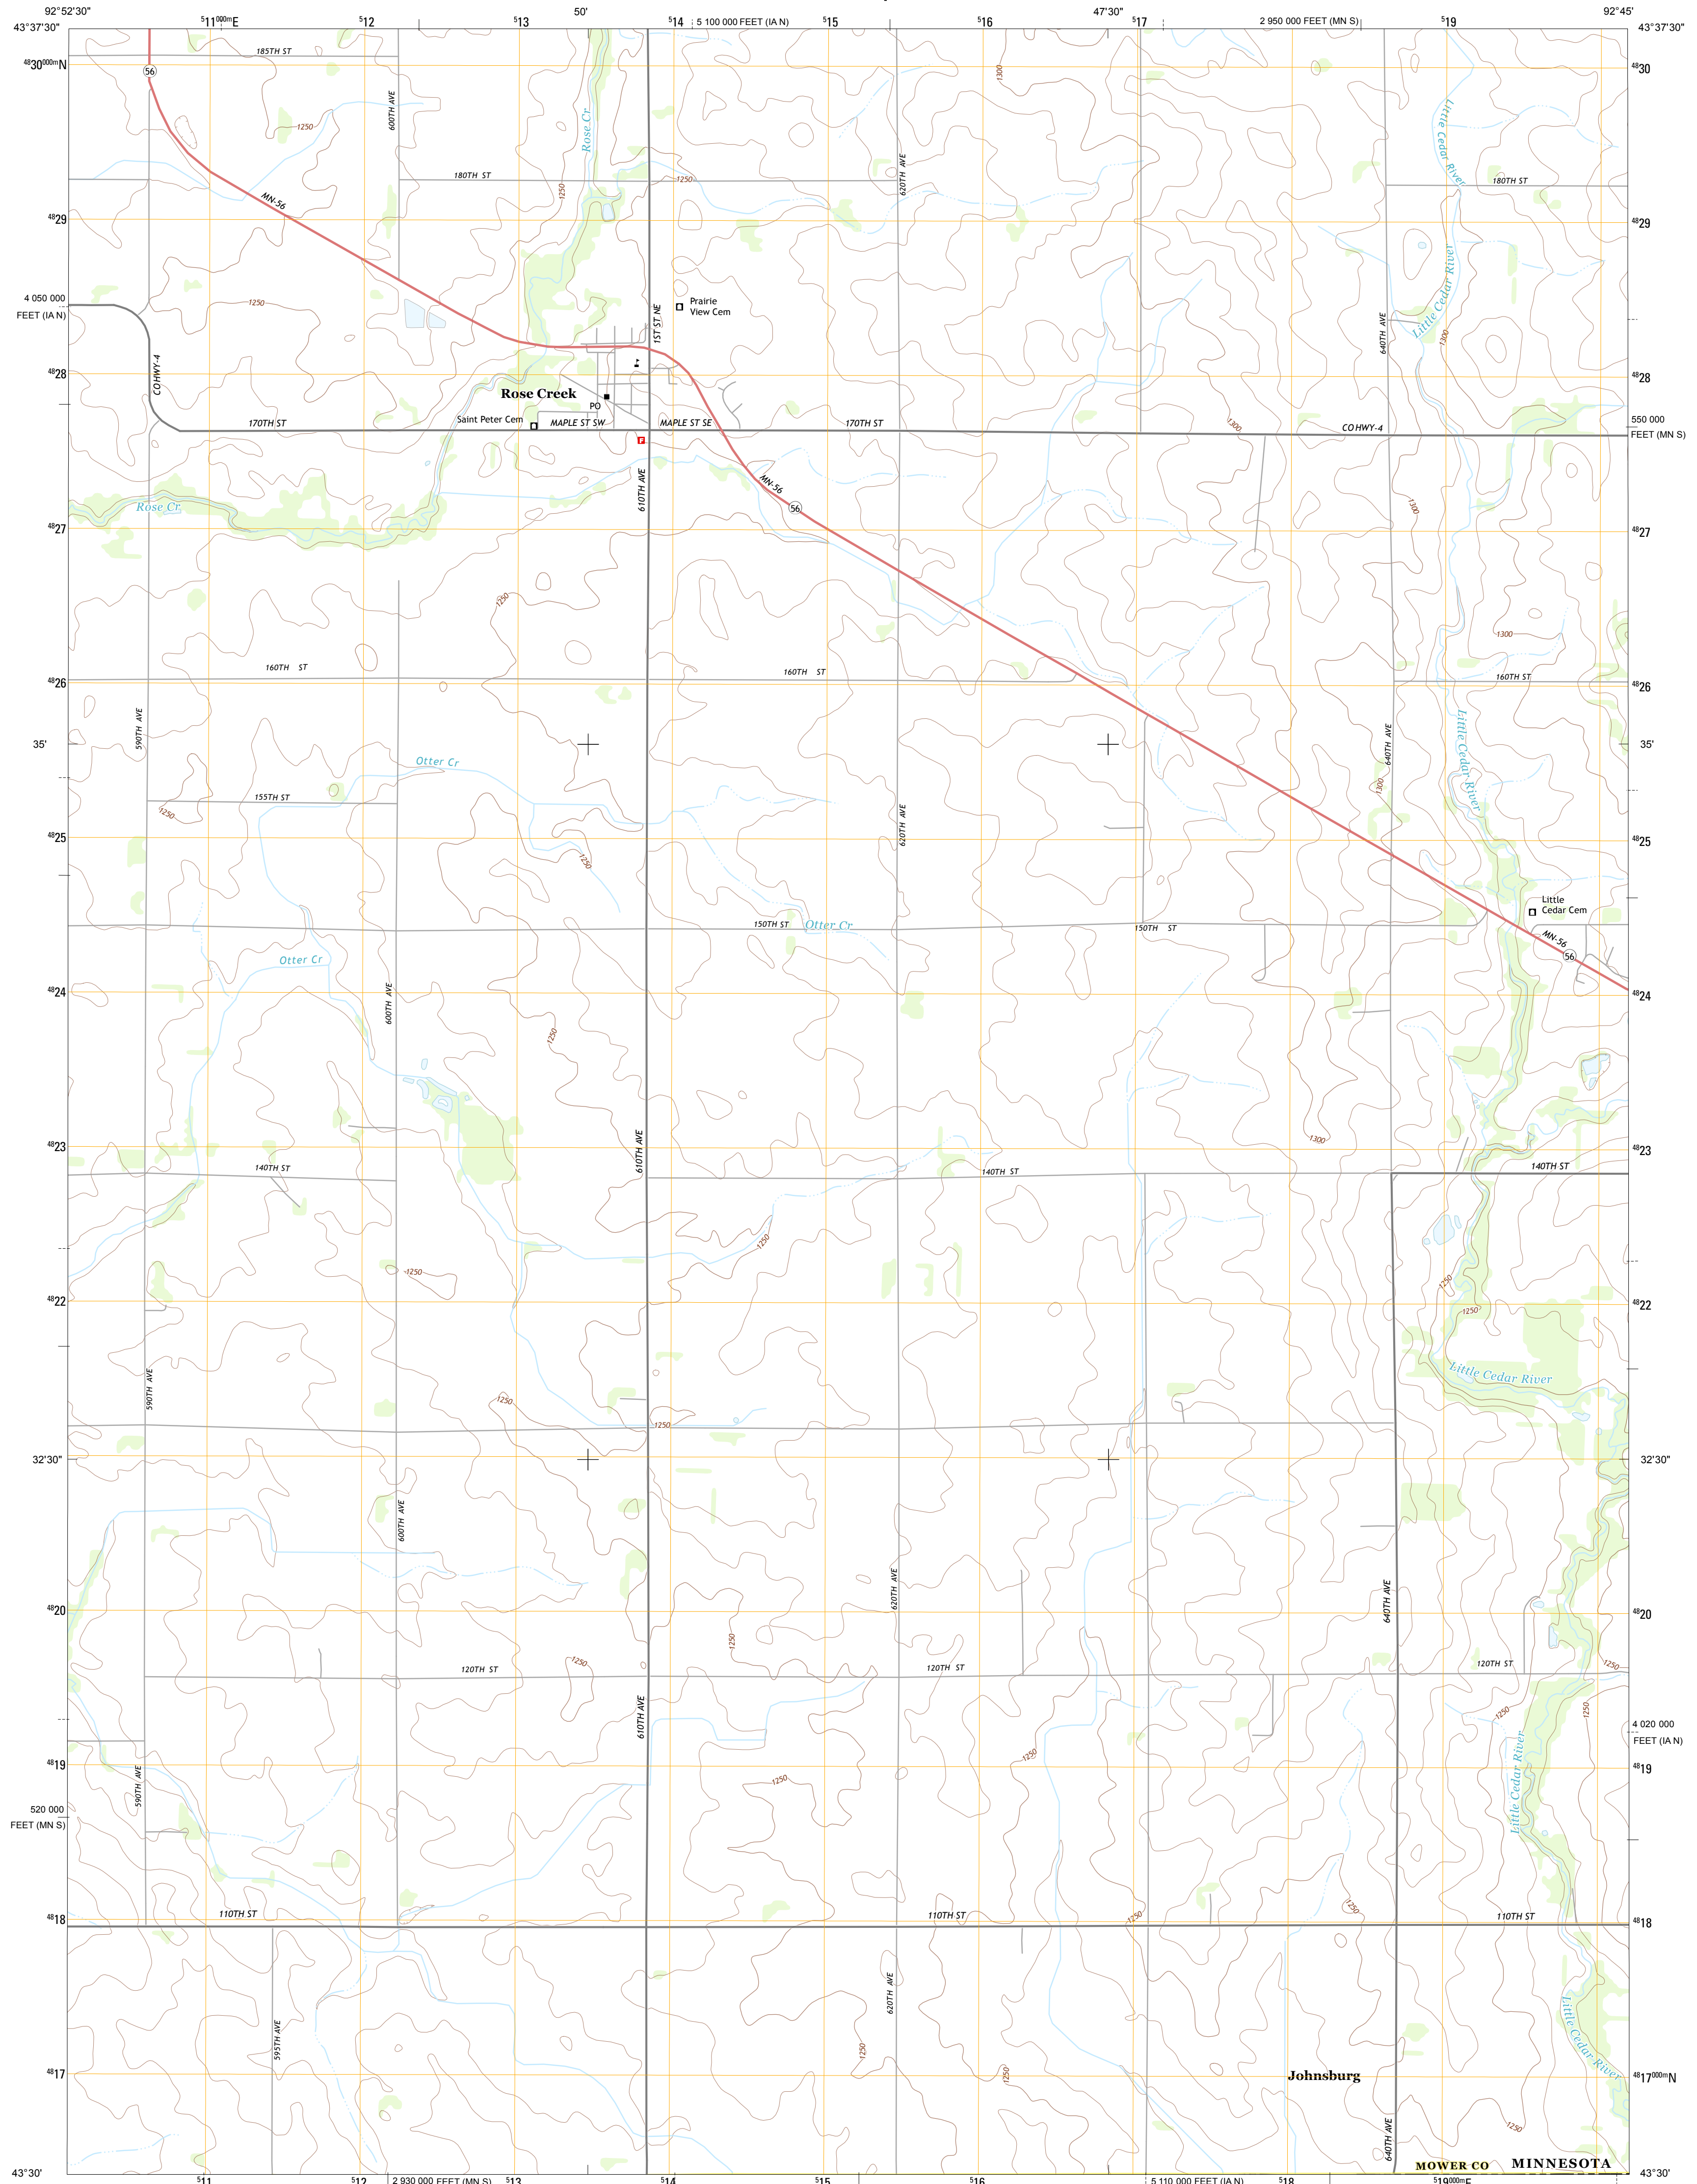 92°52'30" 511000mE 512 513 50' 514 5 100 000 FEET (IA N) 515 516 47'30" 517 2 950 000 FEET (MN S) 519 92°45'
43°37'30" 43°37'30"
185TH ST
4830000mN 56 1300 4830
600TH AVE
Rose Cr
Little Cedar River
1250
620TH AVE
180TH ST 1250 180TH ST
1250
MN-56
4829 4829
Little Cedar River
4 050 000
FEET (IA N)
1250
Prairie
View Cem
1ST ST NE
640TH AVE
1300
CO HWY-4
4828 4828
Rose Creek
PO
Saint Peter Cem
170TH ST MAPLE ST SW MAPLE ST SE 170TH ST 1300 CO HWY-4
550 000
FEET (MN S)
F
610TH AVE
MN-56
56
1300
Rose Cr
4827 4827
1250
1300
160TH ST 160TH ST 160TH ST
4826 4826
590TH AVE
640TH AVE
Little Cedar River
35' 35'
Otter Cr
1300
155TH ST
1250
620TH AVE
4825 4825
1250
Little
Cedar Cem
150TH ST Otter Cr 150TH ST
MN-56
56
Otter Cr
600TH AVE
4824 4824
1250
1300
4823 4823
610TH AVE
140TH ST 140TH ST 140TH ST
1250
1250 1250
4822 1250 4822
Little Cedar River
590TH AVE
1250
1250
32'30" 32'30"
600TH AVE
620TH AVE
640TH AVE
4820 4820
1250
1250 1250
120TH ST 120TH ST 120TH ST
610TH AVE
1250 1250
4 020 000
FEET (IA N)
1250
4819 4819
590TH AVE
1250
Little Cedar River
520 000
FEET (MN S)
1250
4818 110TH ST 110TH ST 1250 110TH ST 4818
620TH AVE
595TH AVE
Little Cedar River
1250
1250
4817 Johnsburg 4817000mN
1250
640TH AVE
MOWER CO MINNESOTA
43°30' 43°30'
511 512 2 930 000 FEET (MN S) 513 514 515 516 5 110 000 FEET (IA N) 518 519000mE